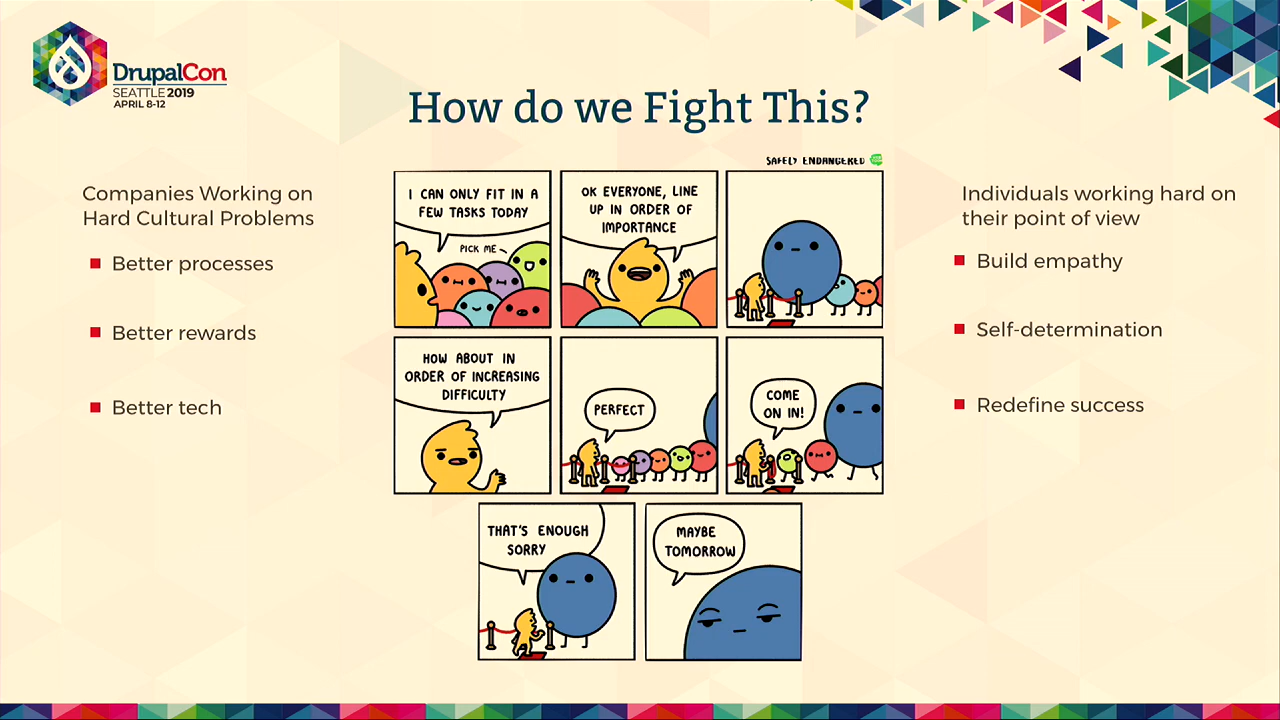 DrupalCon
SEATTLE 2019
APRIL 8-12
How do we Fight This?
Companies Working on
Hard Cultural Problems
Better processes
Better rewards
Better tech
SAFELY ENDANGERED
I CAN ONLY FIT IN A
FEW TASKS TODAY
PICK ME
OK EVERYONE, LINE
UP IN ORDER OF
IMPORTANCE
HOW ABOUT IN
ORDER OF INCREASING
DIFFICULTY
PERFECT
COME
ON IN!
THAT'S ENOUGH
SORRY
MAYBE
TOMORROW
Individuals working hard on
their point of view
Build empathy
Self-determination
Redefine success